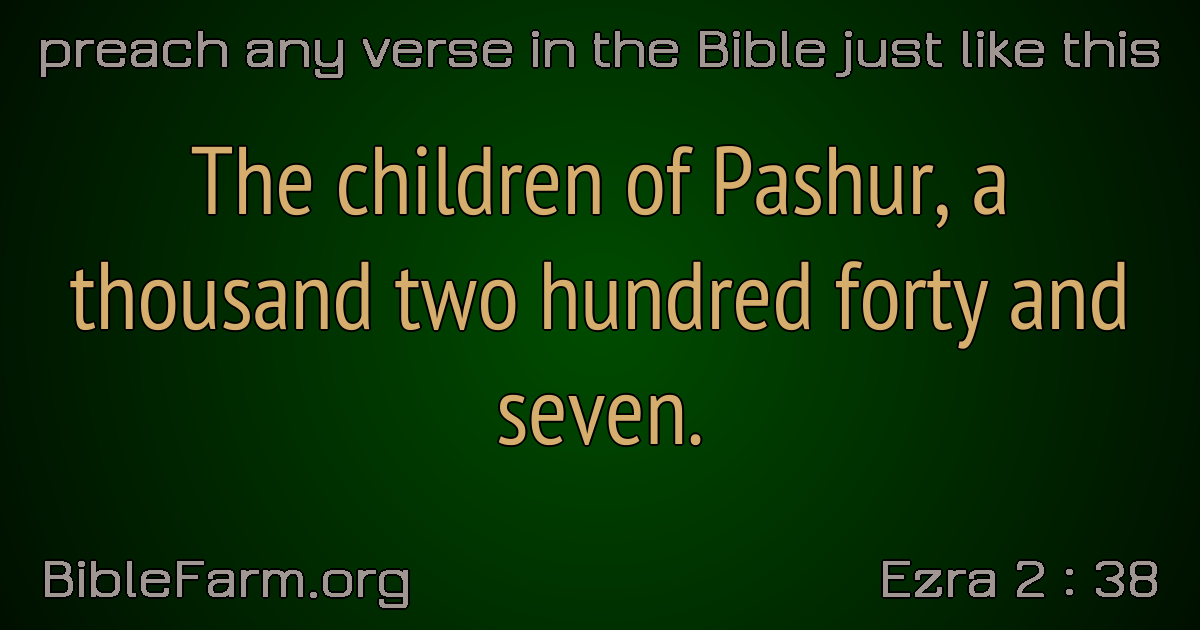 preach any verse in the Bible just like this
The children of Pashur, a
thousand two hundred forty and
seven.
BibleFarm.org
Ezra 2 : 38